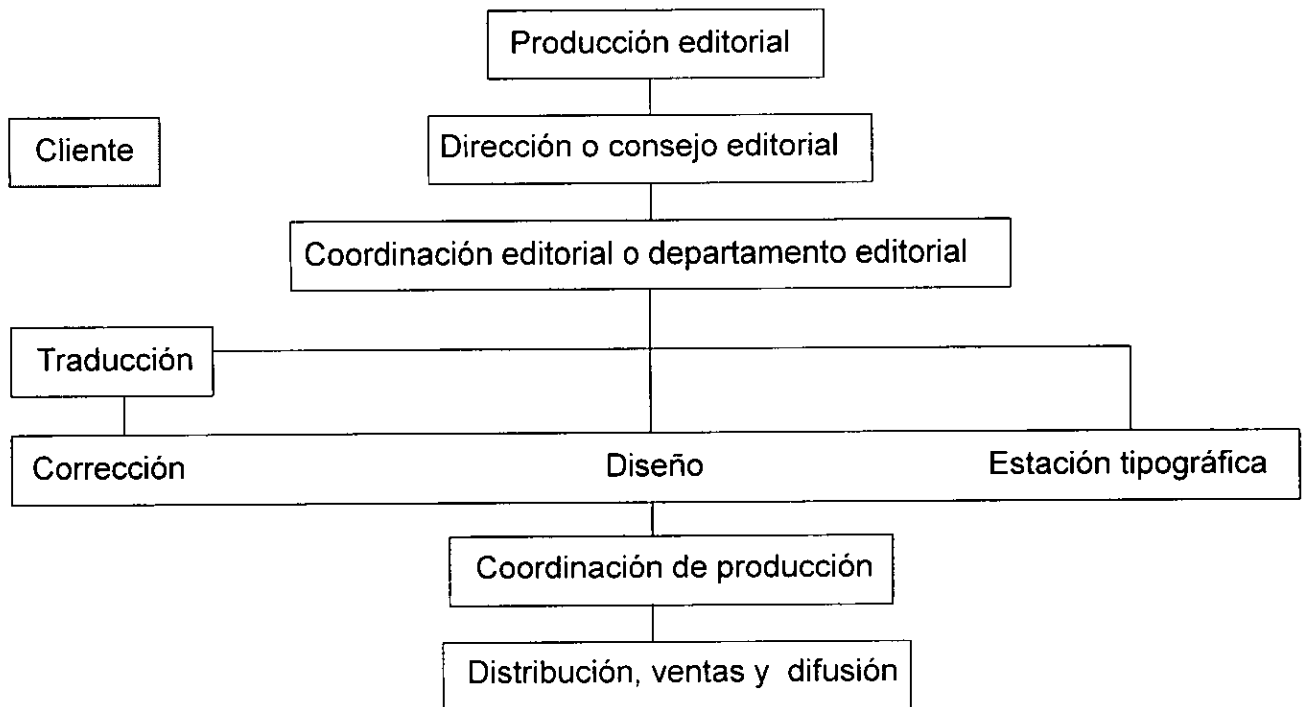 Producción editorial
Cliente
Dirección o consejo editorial
Coordinación editorial o departamento editorial
Traducción
Corrección
Diseño
Estación tipográfica
Coordinación de producción
Distribución, ventas y difusión